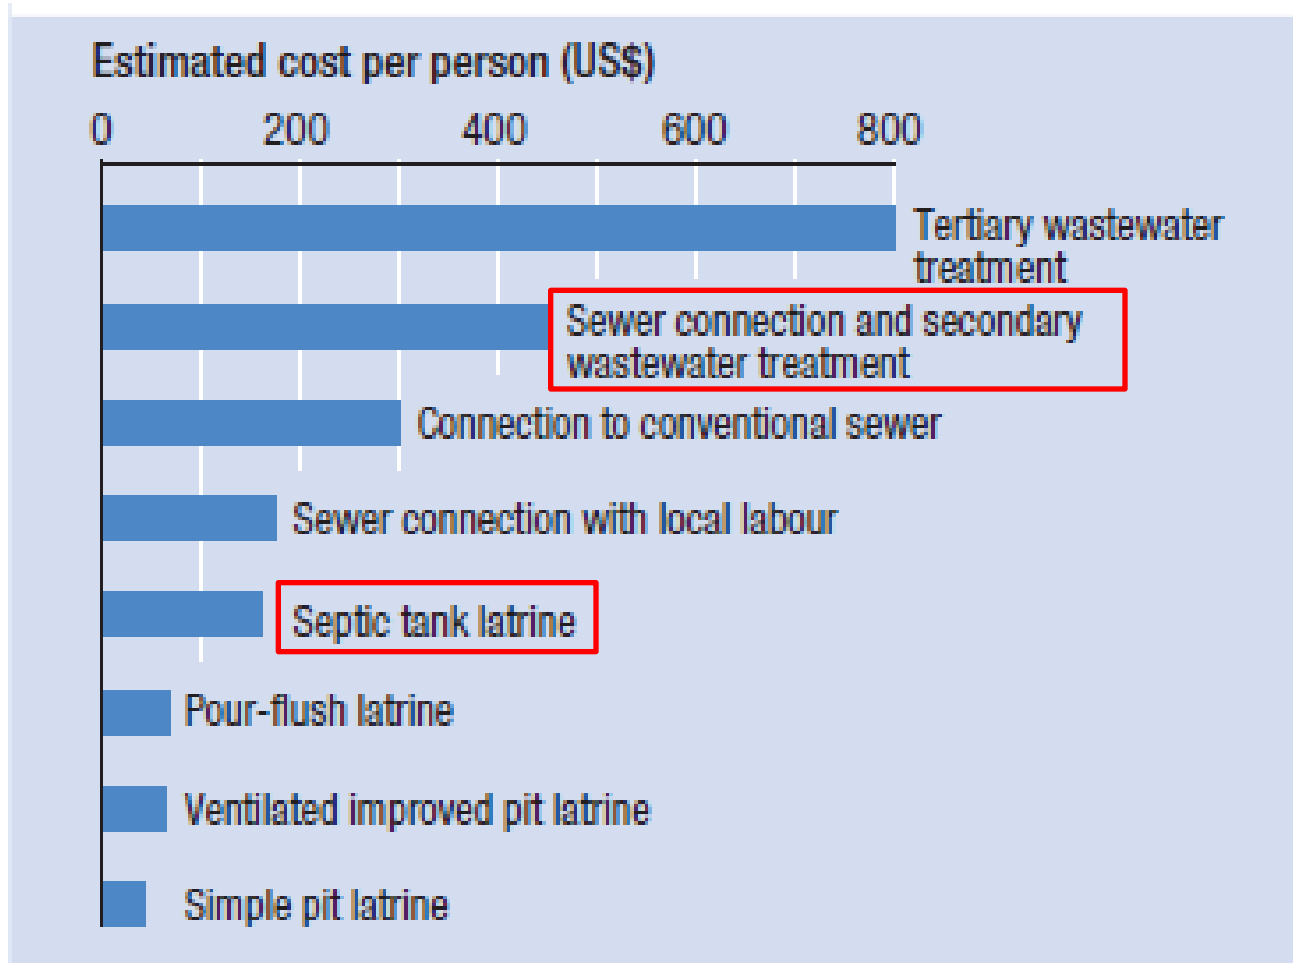 Estimated cost per person (US$)
0 200 400 600 800
Tertiary wastewater
treatment
Sewer connection and secondary
wastewater treatment
Connection to conventional sewer
Sewer connection with local labour
Septic tank latrine
Pour-flush latrine
Ventilated improved pit latrine
Simple pit latrine